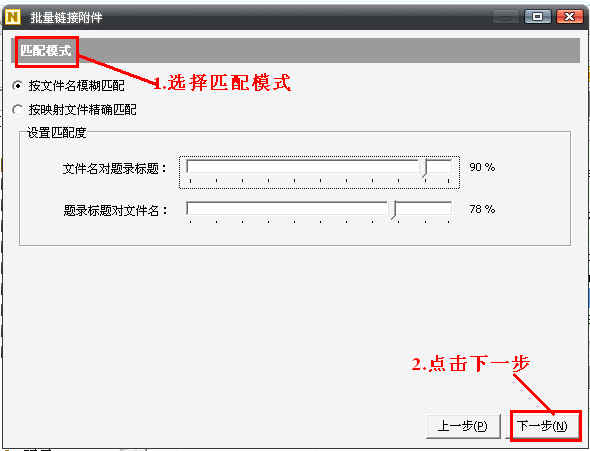 N 批量链接附件
匹配模式
1.选择匹配模式
按文件名模糊匹配
按映射文件精确匹配
设置匹配度
文件名对题录标题： 90 %
题录标题对文件名： 78 %
2.点击下一步
上一步(P) 下一步(N)